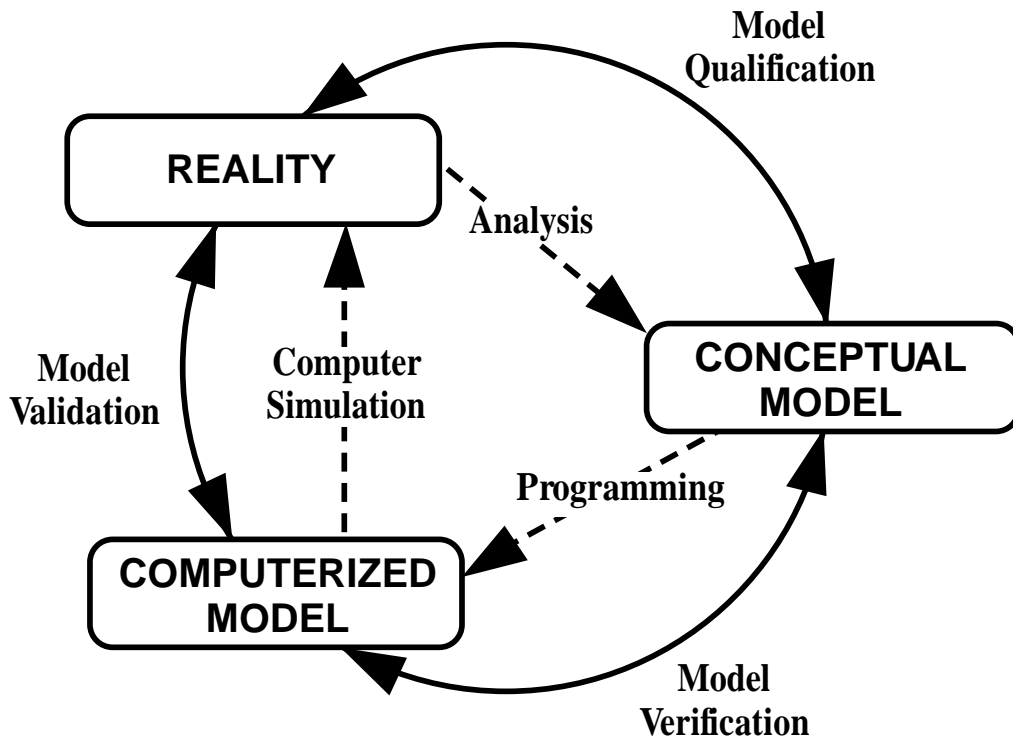 Model
Qualification
REALITY
Analysis
CONCEPTUAL
MODEL
Computer
Simulation
Model
Validation
Programming
COMPUTERIZED
MODEL
Model
Verification